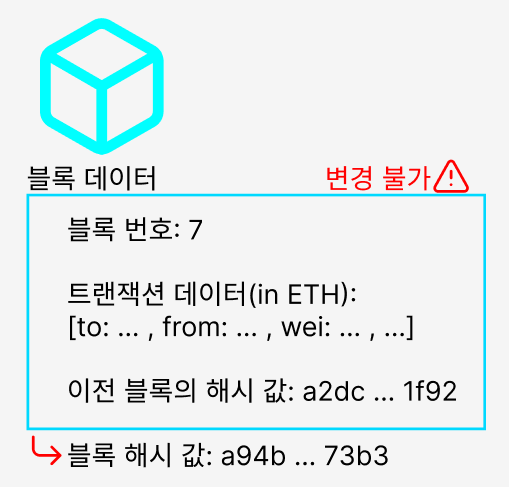 블록 데이터
변경 불가
블록 번호: 7
트랜잭션 데이터(in ETH):
[to: ... , from: ... , wei: ... , ...]
이전 블록의 해시 값: a2dc ... 1f92
블록 해시 값: a94b ... 73b3